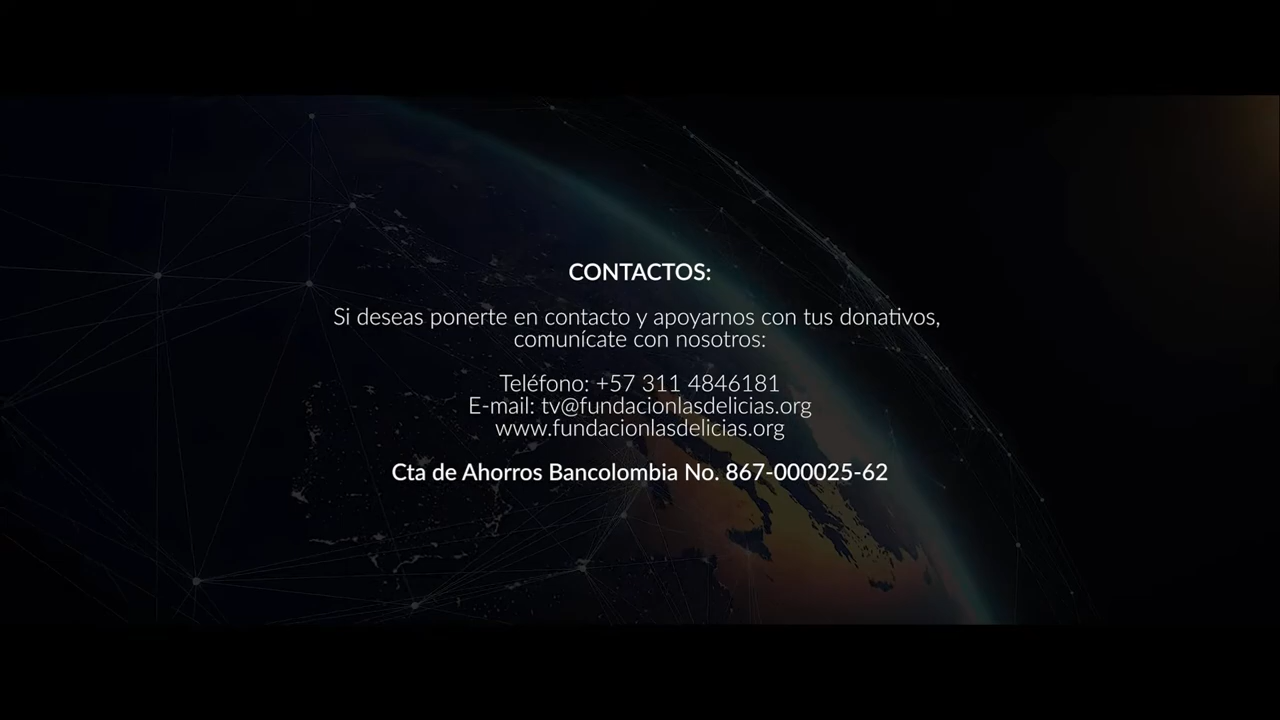 CONTACTOS:
Si deseas ponerte en contacto y apoyarnos con tus donativos,
comunícate con nosotros:
Teléfono: +57 311 4846181
E-mail: tv@fundacionlasdelicias.org
www.fundacionlasdelicias.org
Cta de Ahorros Bancolombia No. 867-000025-62